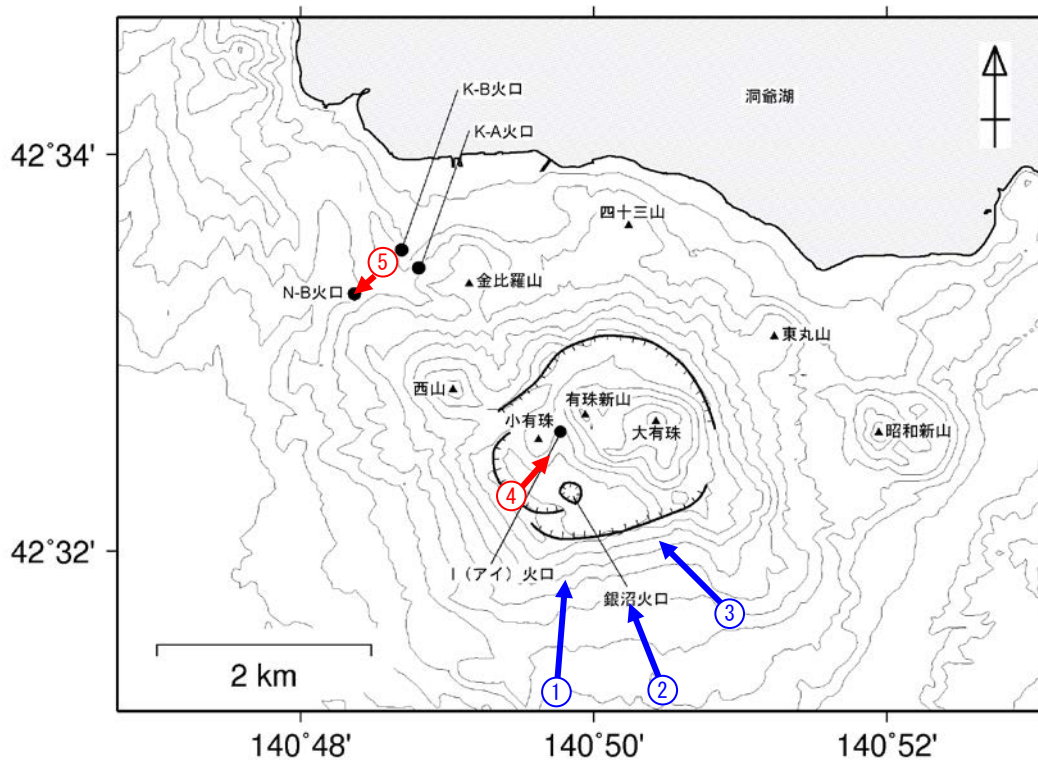 K-B火口
洞爺湖
K-A火口
42°34'
四十三山
⑤
N-B火口
金比羅山
東丸山
西山
有珠新山
小有珠
大有珠
昭和新山
④
42°32'
I（アイ）火口
銀沼火口
③
2 km
①
②
140°48'
140°50'
140°52'